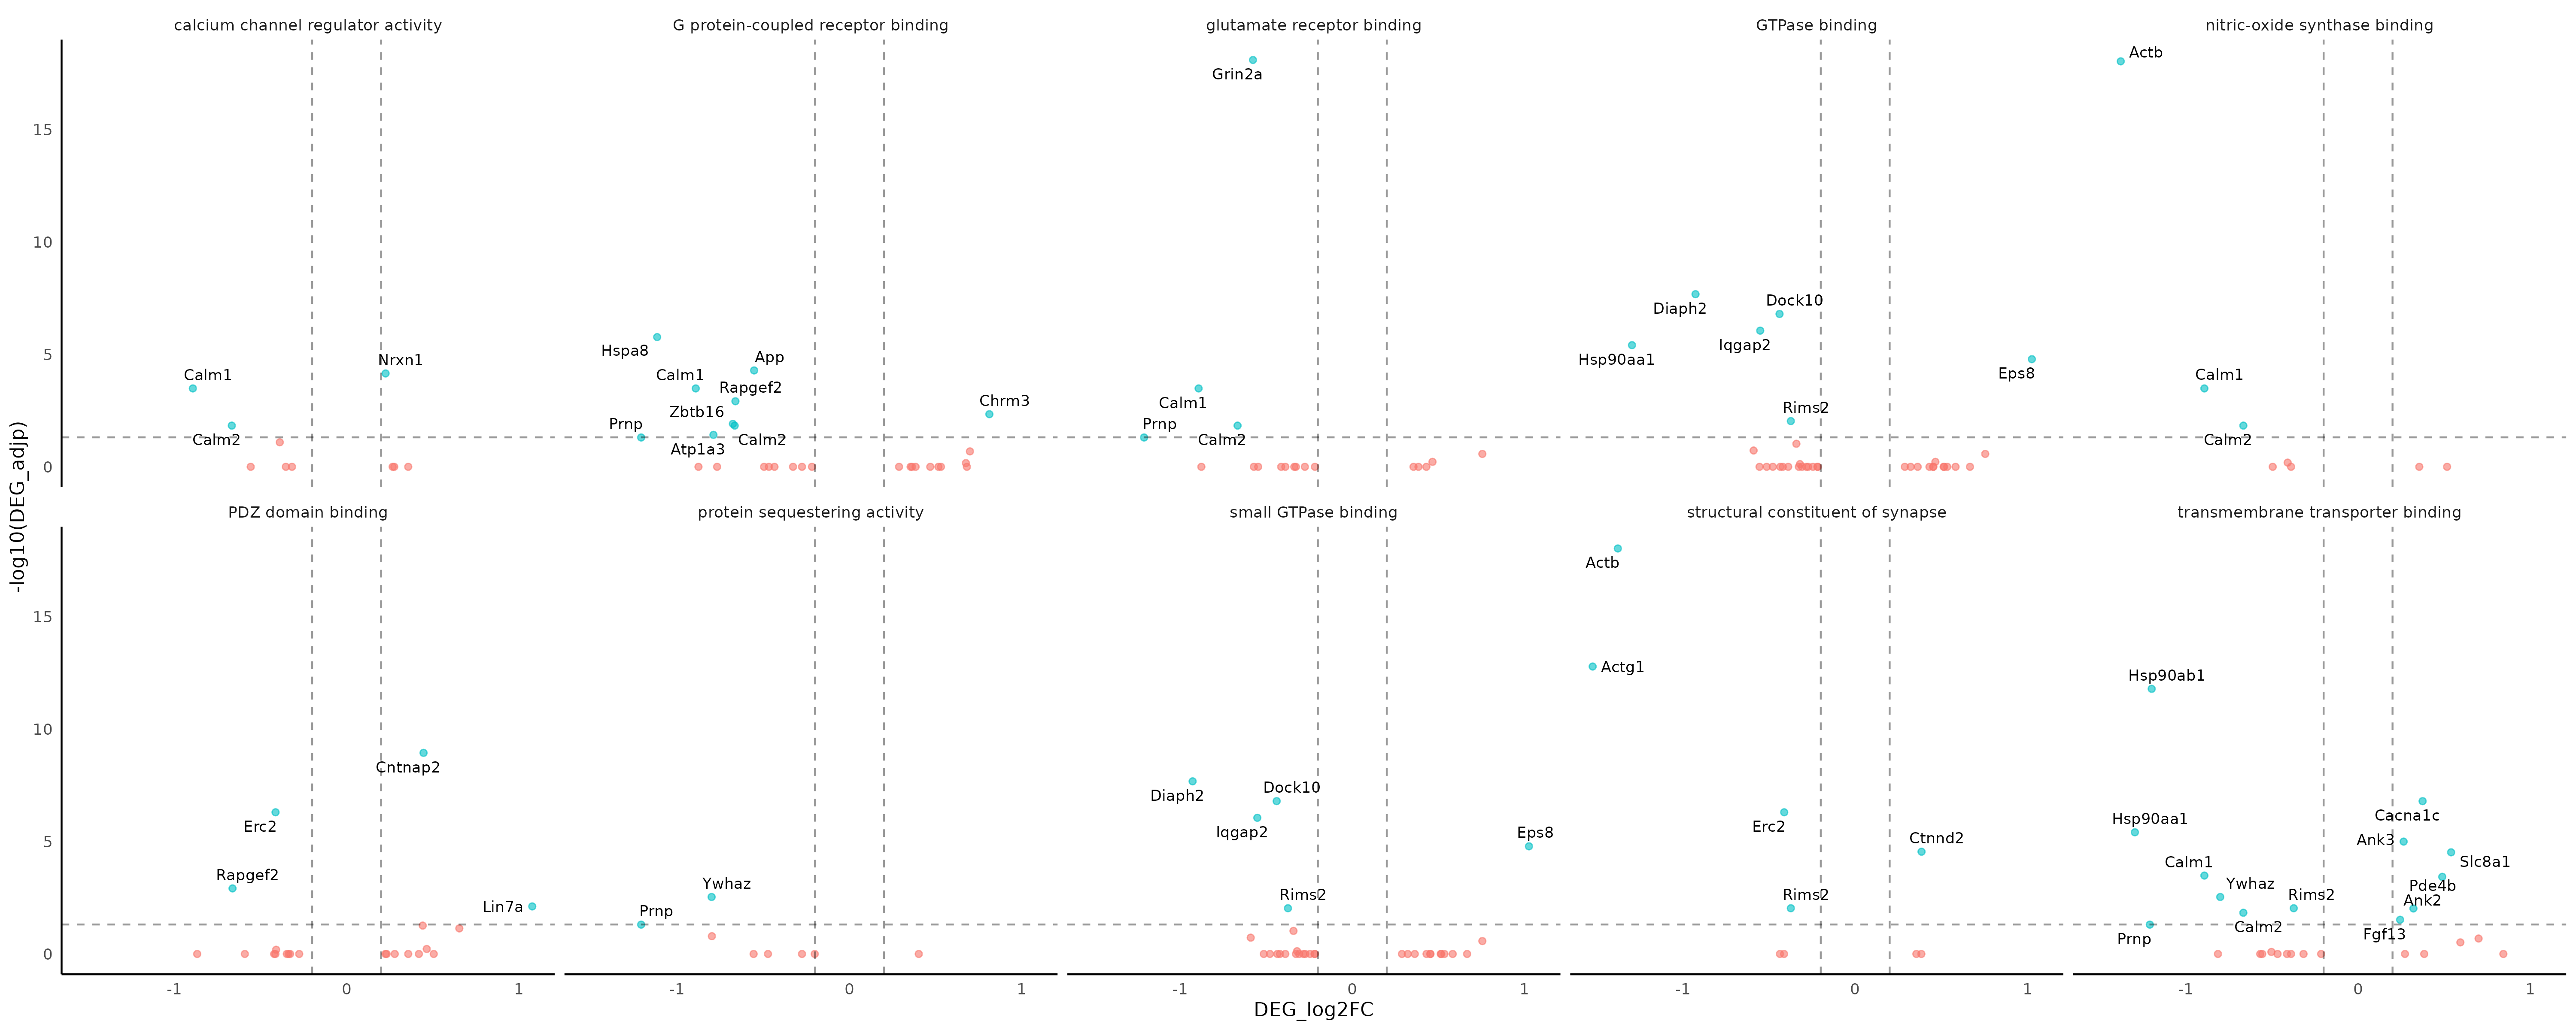 calcium channel regulator activity
G protein-coupled receptor binding
glutamate receptor binding
GTPase binding
nitric-oxide synthase binding
15
10
5
0
Calm1
Calm2
Nrxn1
Hspa8
App
Calm1
Rapgef2
Zbtb16
Prnp
Calm2
Atp1a3
Chrm3
Grin2a
Calm1
Prnp
Calm2
Diaph2
Dock10
Iqgap2
Hsp90aa1
Eps8
Rims2
Actb
Calm1
Calm2
PDZ domain binding
protein sequestering activity
small GTPase binding
structural constituent of synapse
transmembrane transporter binding
15
10
5
0
Cntnap2
Erc2
Rapgef2
Lin7a
Ywhaz
Prnp
Diaph2
Dock10
Iqgap2
Eps8
Rims2
Actb
Actg1
Erc2
Ctnnd2
Rims2
Hsp90ab1
Hsp90aa1
Cacna1c
Ank3
Calm1
Slc8a1
Ywhaz
Pde4b
Rims2
Ank2
Calm2
Prnp
Fgf13
-1 0 1
-1 0 1
-1 0 1
-1 0 1
-1 0 1
DEG_log2FC
-log10(DEG_adjp)